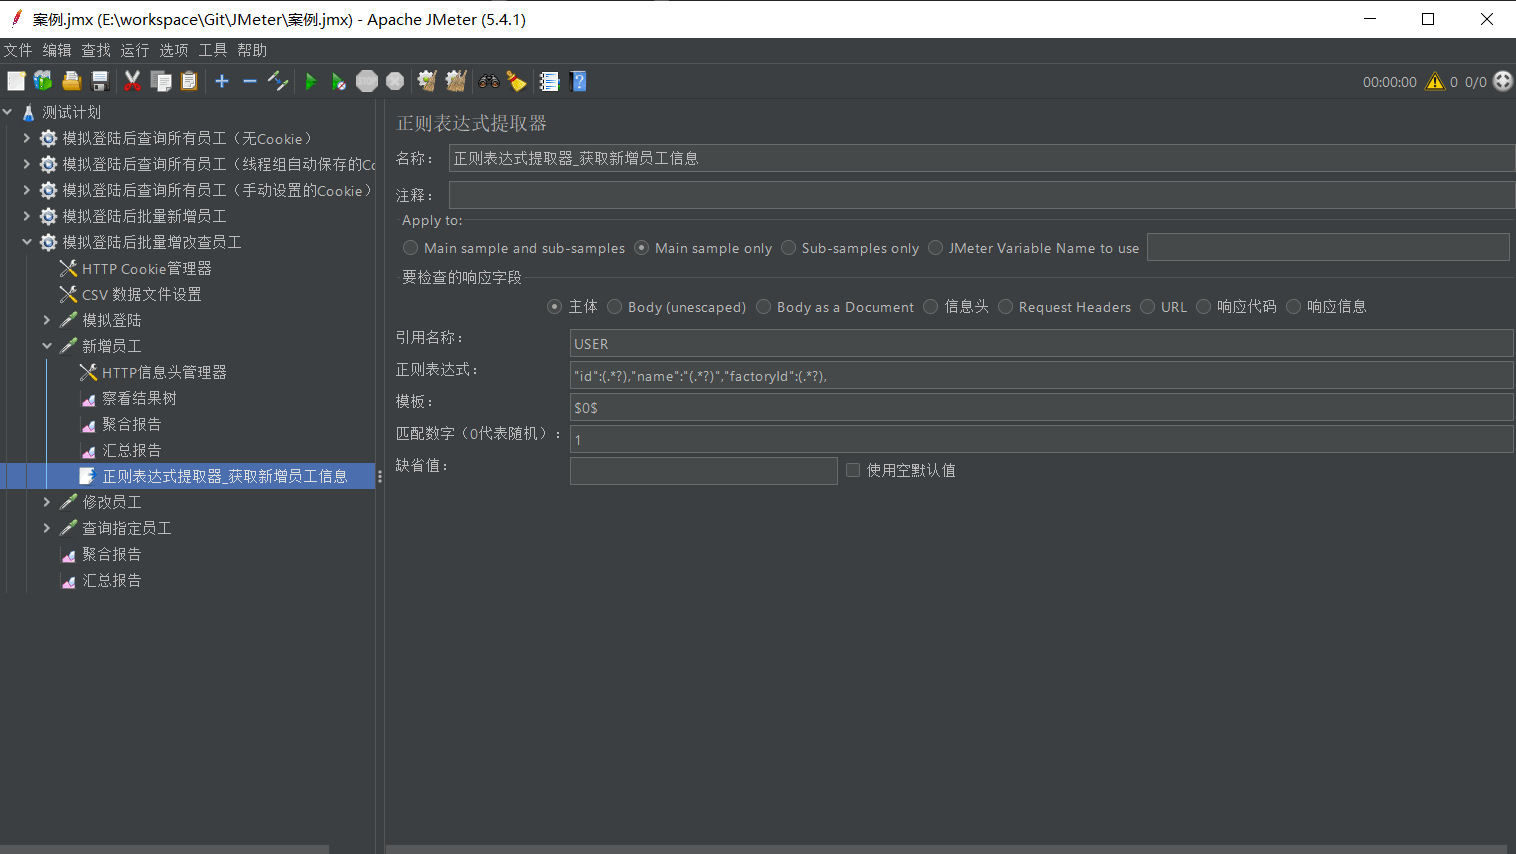 案例.jmx (E:\workspace\Git\JMeter\案例.jmx) - Apache JMeter (5.4.1)
文件 编辑 查找 运行 选项 工具 帮助
00:00:00 0 0/0
测试计划
模拟登陆后查询所有员工（无Cookie）
模拟登陆后查询所有员工（线程组自动保存的Co
模拟登陆后查询所有员工（手动设置的Cookie）
模拟登陆后批量新增员工
模拟登陆后批量增改查员工
HTTP Cookie管理器
CSV 数据文件设置
模拟登陆
新增员工
HTTP信息头管理器
察看结果树
聚合报告
汇总报告
正则表达式提取器_获取新增员工信息
修改员工
查询指定员工
聚合报告
汇总报告
正则表达式提取器
名称： 正则表达式提取器_获取新增员工信息
注释：
Apply to:
Main sample and sub-samples Main sample only Sub-samples only JMeter Variable Name to use
要检查的响应字段
主体 Body (unescaped) Body as a Document 信息头 Request Headers URL 响应代码 响应信息
引用名称： USER
正则表达式： "id":(.*?),"name":"(.*?)","factoryId":(.*?),
模板： $0$
匹配数字（0代表随机）： 1
缺省值： 使用空默认值